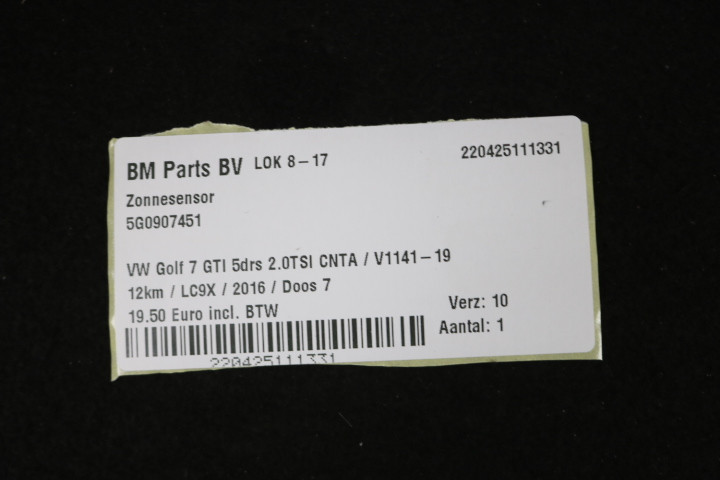 BM Parts BV LOK 8-17 220425111331
Zonnesensor
5G0907451
VW Golf 7 GTI 5drs 2.0TSI CNTA / V1141-19
12km / LC9X / 2016 / Doos 7
19.50 Euro incl. BTW
Verz: 10
Aantal: 1
220425111331